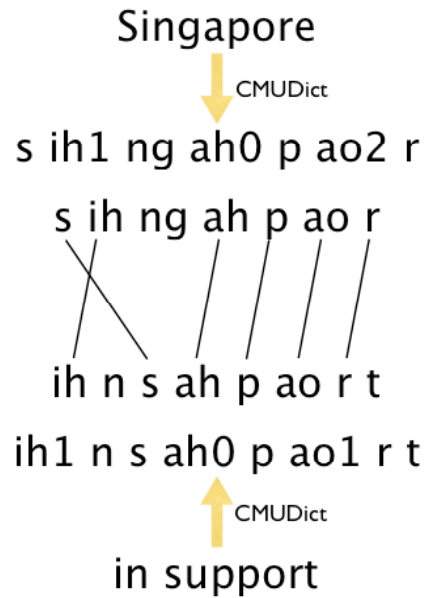 Singapore
CMUDict
s ih1 ng ah0 p ao2 r
s ih ng ah p ao r
ih n s ah p ao r t
ih1 n s ah0 p ao1 r t
CMUDict
in support